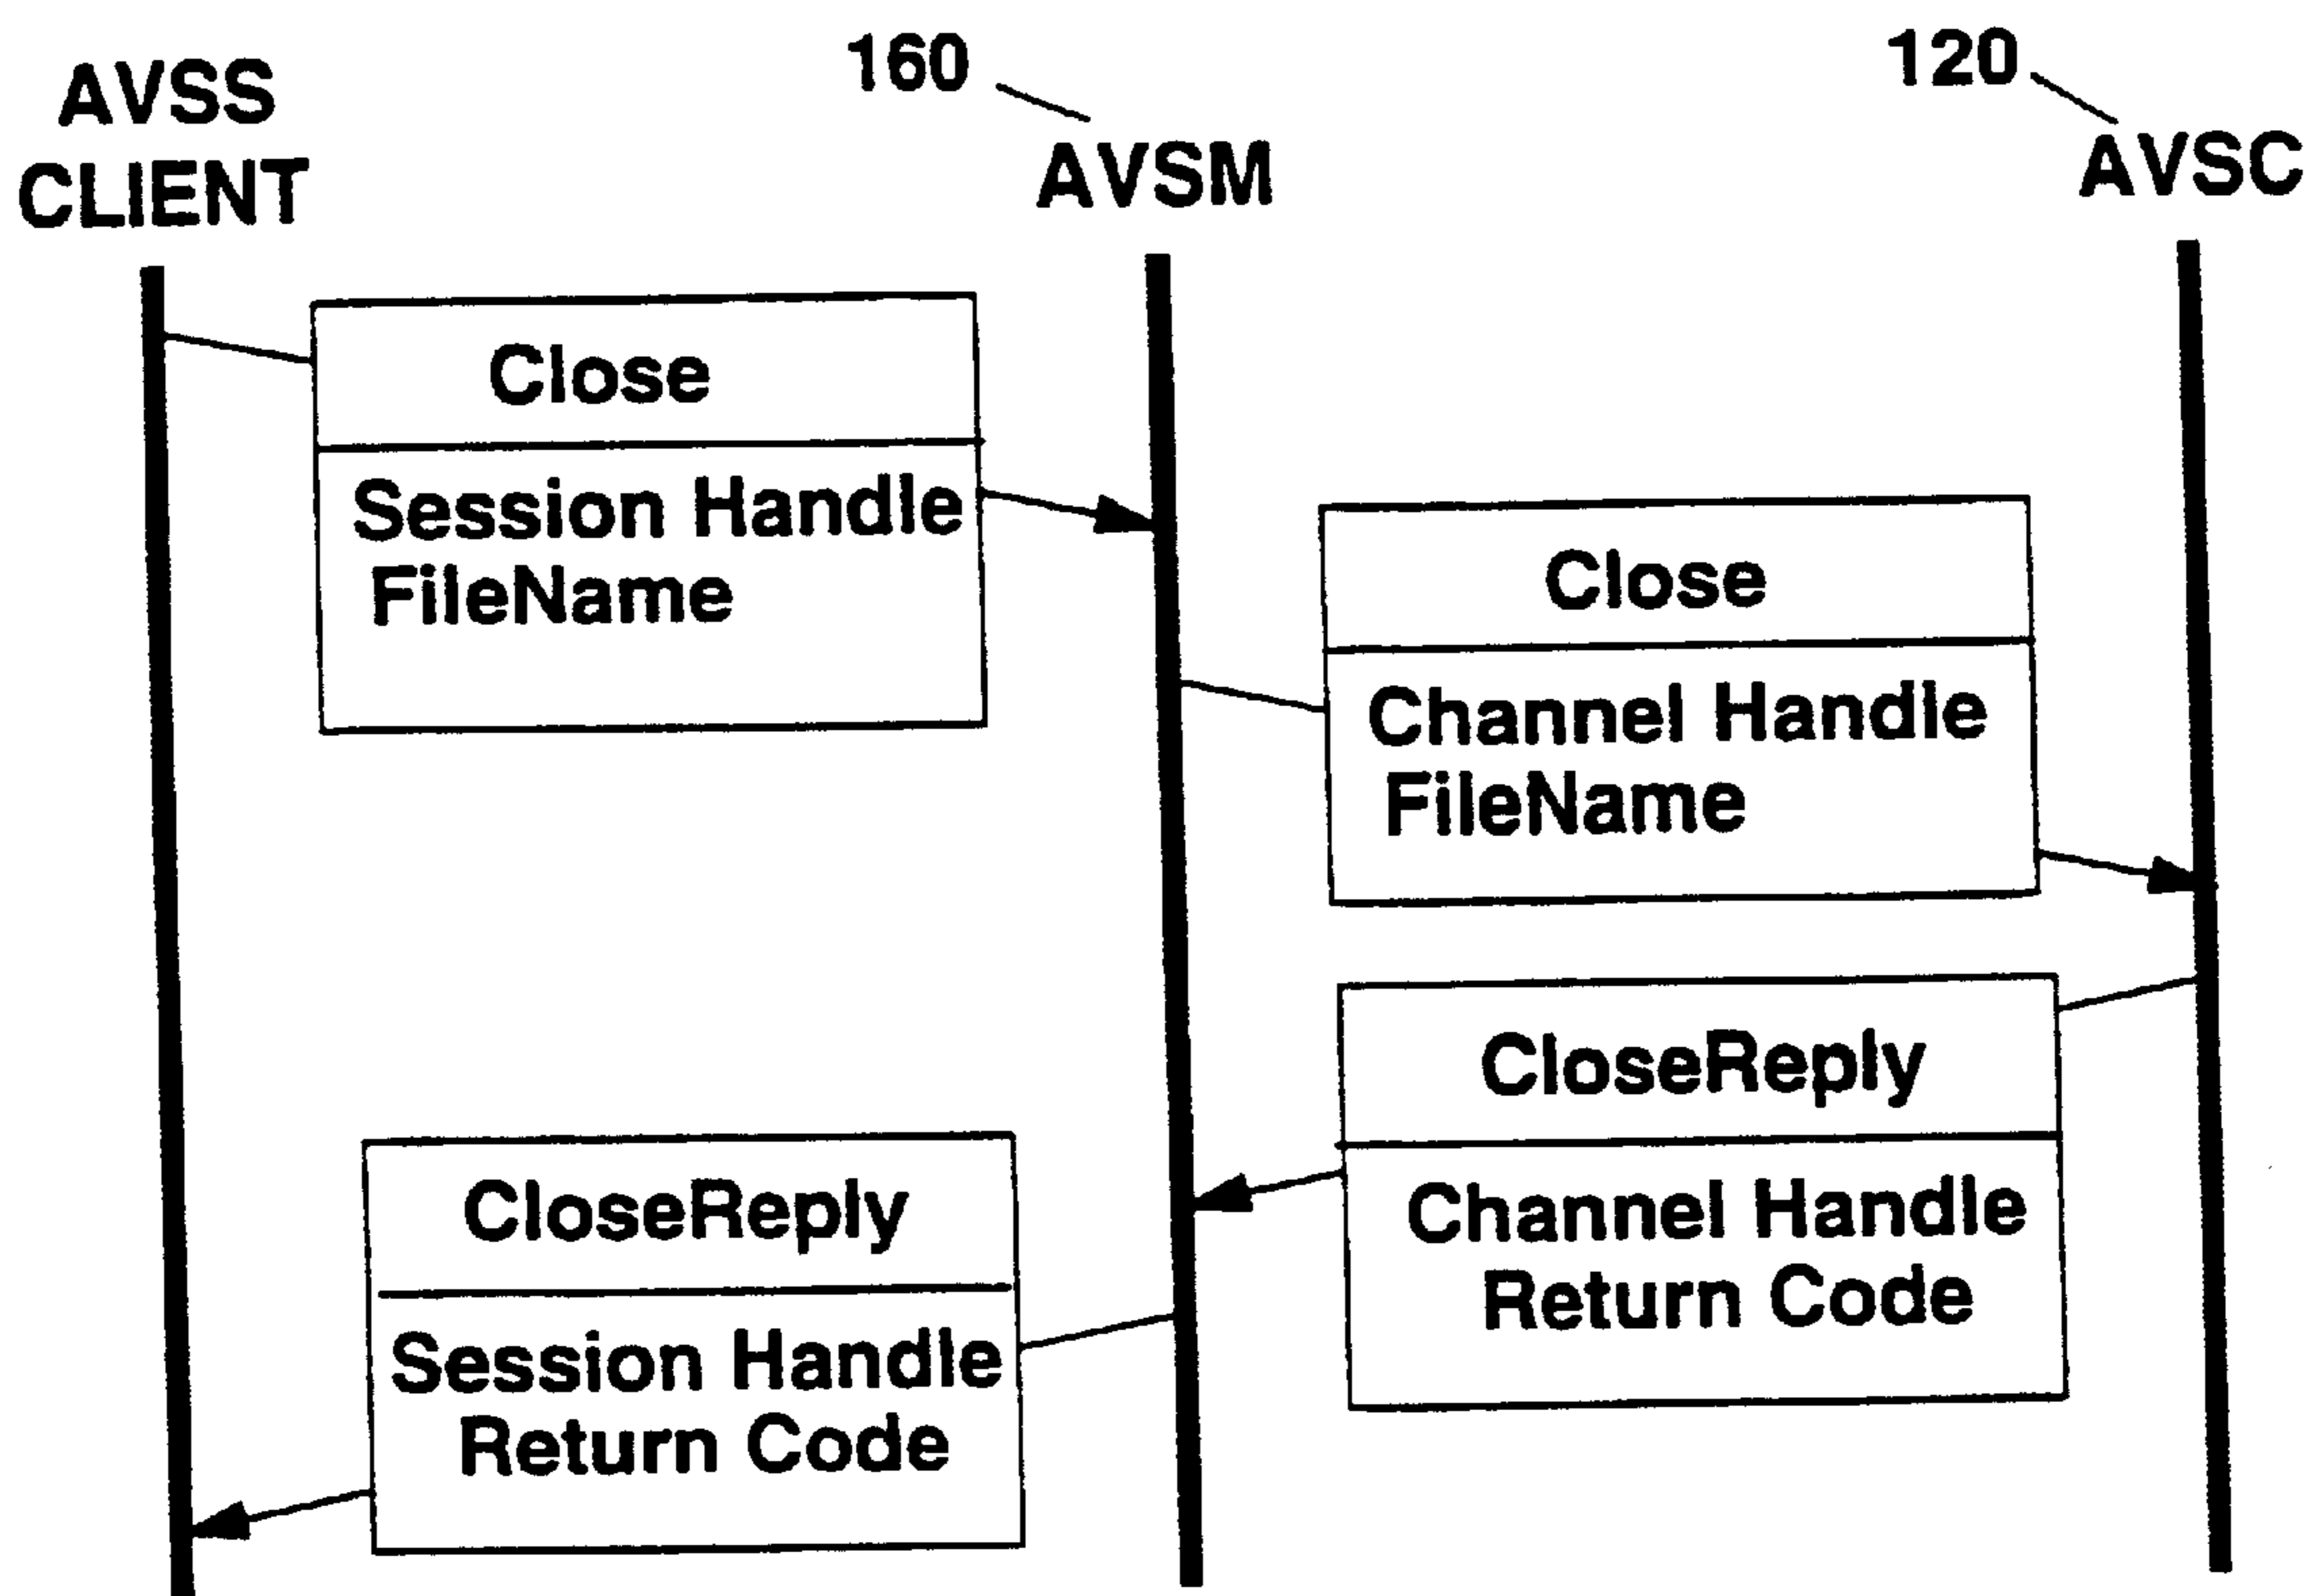 160
120
AVSS
CLIENT
AVSM
AVSC
Close
Session Handle
FileName
Close
Channel Handle
FileName
CloseReply
Channel Handle
Return Code
CloseReply
Session Handle
Return Code